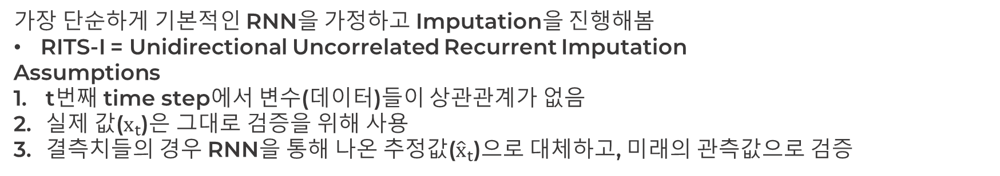 가장 단순하게 기본적인 RNN을 가정하고 Imputation을 진행해봄
• RITS-I = Unidirectional Uncorrelated Recurrent Imputation
Assumptions
1. t번째 time step에서 변수(데이터)들이 상관관계가 없음
2. 실제 값(xₜ)은 그대로 검증을 위해 사용
3. 결측치들의 경우 RNN을 통해 나온 추정값(x̂ₜ)으로 대체하고, 미래의 관측값으로 검증